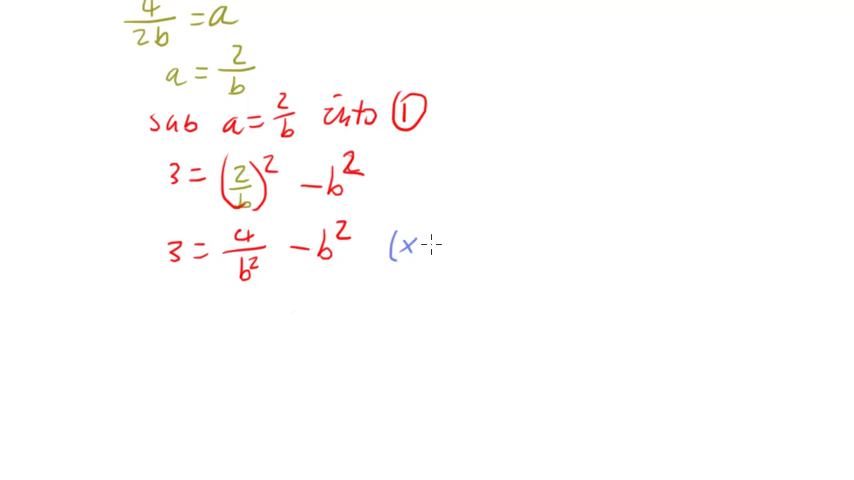 4/2b = a
a = 2/b
sub a = 2/b into ①
3 = (2/b)² - b²
3 = 4/b² - b² (x